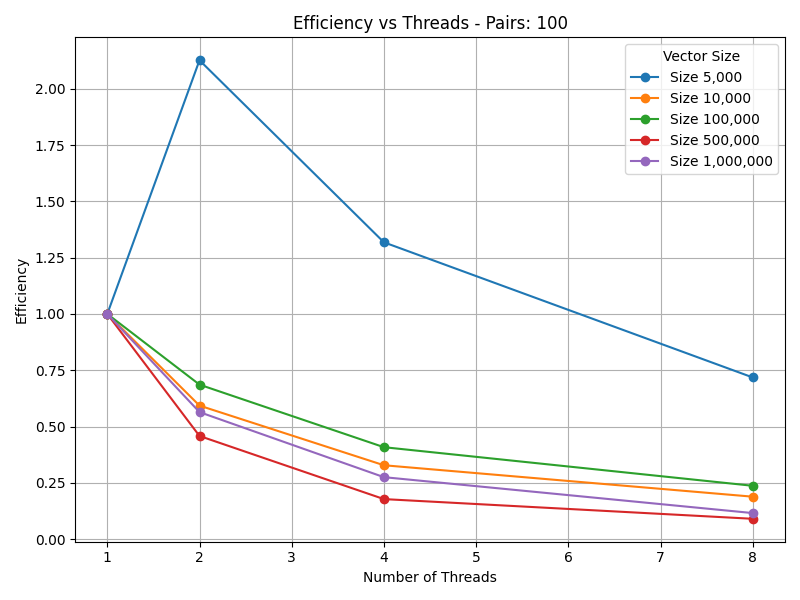 Efficiency vs Threads - Pairs: 100
Efficiency
2.00
1.75
1.50
1.25
1.00
0.75
0.50
0.25
0.00
Vector Size
Size 5,000
Size 10,000
Size 100,000
Size 500,000
Size 1,000,000
1 2 3 4 5 6 7 8
Number of Threads